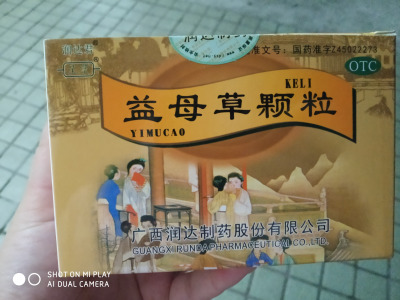 润达
准文号：国药准字Z45022273
OTC
KELI
益母草颗粒
YIMUCAO
广西润达制药股份有限公司
GUANGXI RUNDA PHARMACEUTICAL CO.,LTD.
SHOT ON MI PLAY
AI DUAL CAMERA